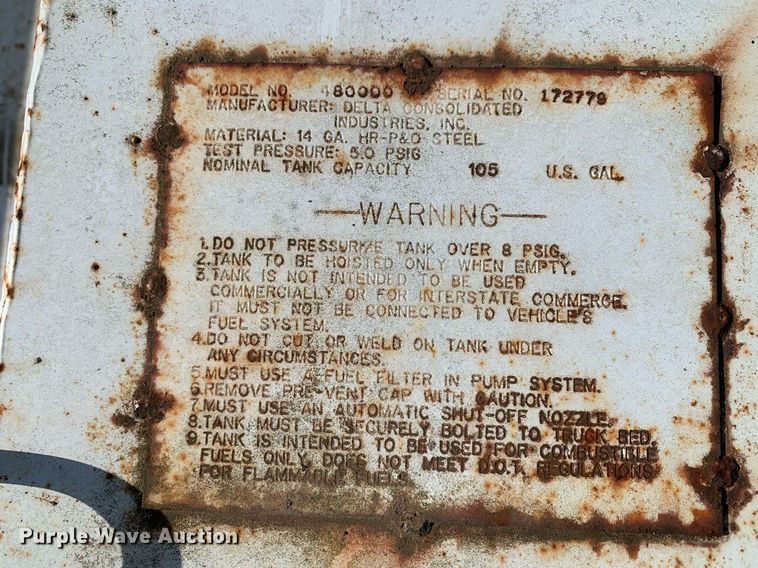 MODEL NO. 480000 SERIAL NO. 172779
MANUFACTURER: DELTA CONSOLIDATED
INDUSTRIES, INC.
MATERIAL: 14 GA. HR-P&O STEEL
TEST PRESSURE: 5.0 PSIG
NOMINAL TANK CAPACITY 105 U.S. GAL.
WARNING
1. DO NOT PRESSURIZE TANK OVER 8 PSIG.
2. TANK TO BE HOISTED ONLY WHEN EMPTY.
3. TANK IS NOT INTENDED TO BE USED
COMMERCIALLY OR FOR INTERSTATE COMMERCE.
IT MUST NOT BE CONNECTED TO VEHICLE'S
FUEL SYSTEM.
4. DO NOT CUT OR WELD ON TANK UNDER
ANY CIRCUMSTANCES.
5. MUST USE A FUEL FILTER IN PUMP SYSTEM.
6. REMOVE PRE-VENT CAP WITH CAUTION.
7. MUST USE AN AUTOMATIC SHUT-OFF NOZZLE.
8. TANK MUST BE SECURELY BOLTED TO TRUCK BED.
9. TANK IS INTENDED TO BE USED FOR COMBUSTIBLE
FUELS ONLY. DOES NOT MEET D.O.T. REGULATIONS
FOR FLAMMABLE FUELS.
Purple Wave Auction